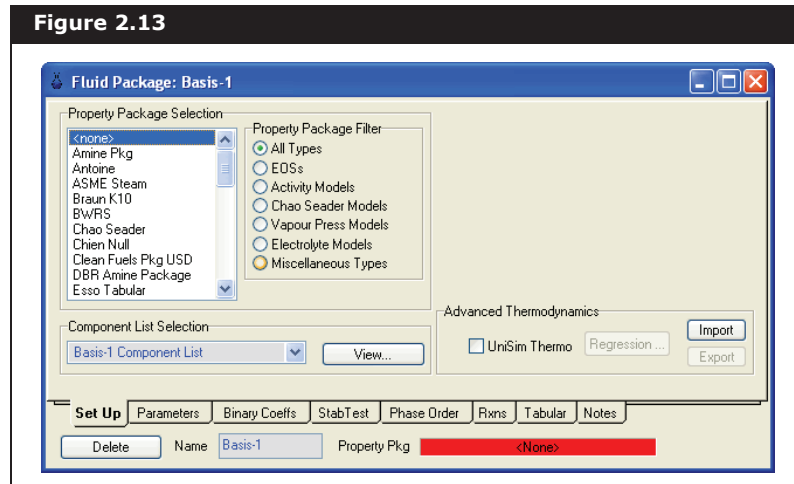 Figure 2.13
Fluid Package: Basis-1
Property Package Selection
<none>
Amine Pkg
Antoine
ASME Steam
Braun K10
BWRS
Chao Seader
Chien Null
Clean Fuels Pkg USD
DBR Amine Package
Esso Tabular
Property Package Filter
All Types
EOSs
Activity Models
Chao Seader Models
Vapour Press Models
Electrolyte Models
Miscellaneous Types
Component List Selection
Basis-1 Component List
View...
Advanced Thermodynamics
UniSim Thermo
Regression ...
Import
Export
Set Up Parameters Binary Coeffs StabTest Phase Order Rxns Tabular Notes
Delete Name Basis-1 Property Pkg <None>